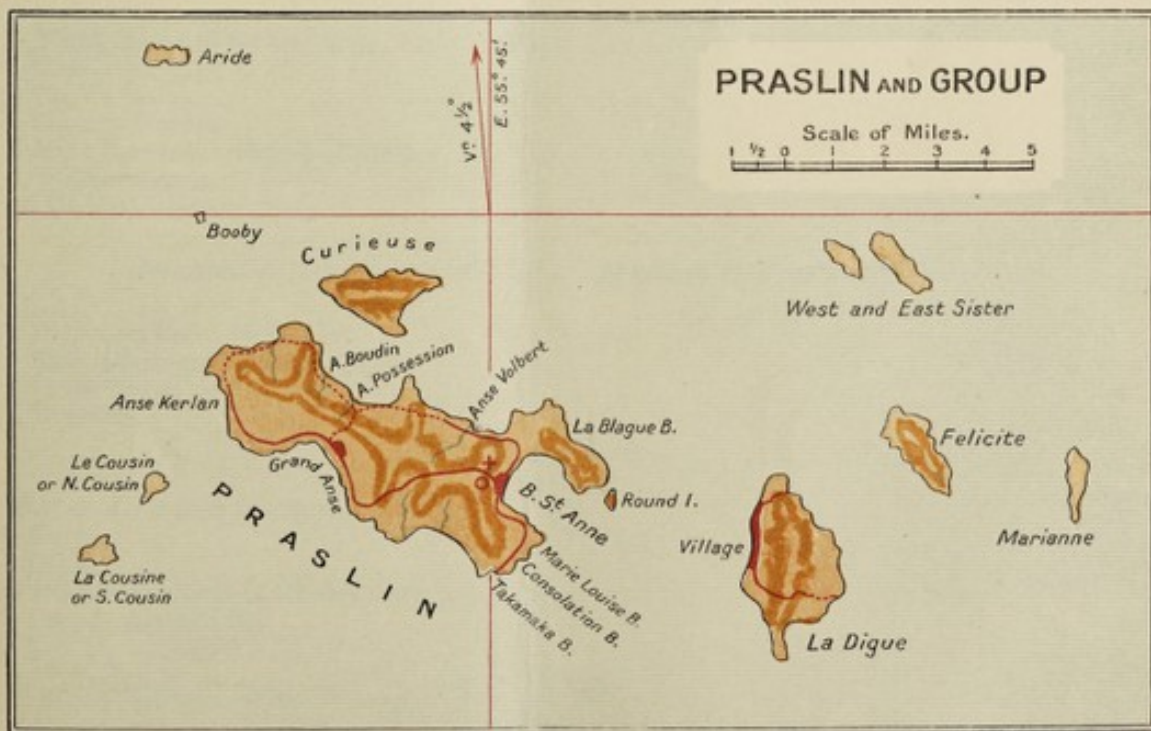 PRASLIN AND GROUP
Scale of Miles.
1 ½ 0 1 2 3 4 5
Aride
Vn. 4½°
E. 55° 45'
Booby
Curieuse
West and East Sister
A. Boudin
A. Possession
Anse Volbert
Anse Kerlan
La Blague B.
Felicite
Le Cousin
or N. Cousin
Grand Anse
Round I.
B. St. Anne
PRASLIN
Village
Marianne
La Cousine
or S. Cousin
Marie Louise B.
Consolation B.
Takamaka B.
La Digue